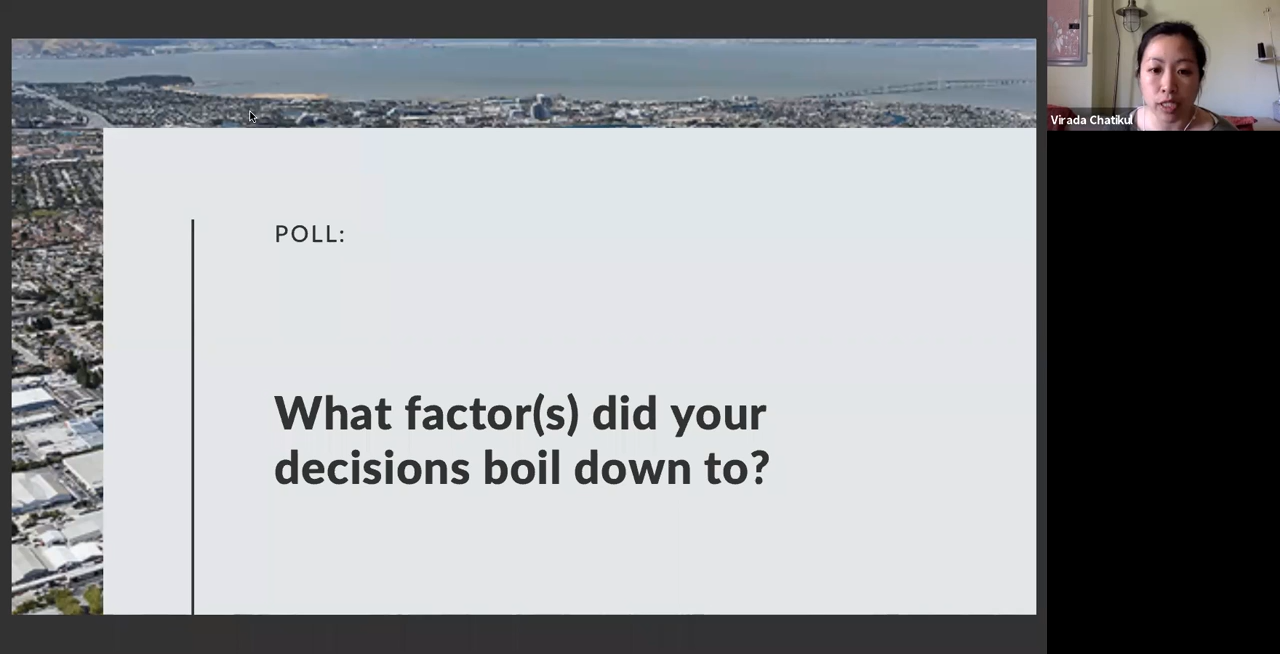 POLL:
What factor(s) did your
decisions boil down to?
Virada Chatikul